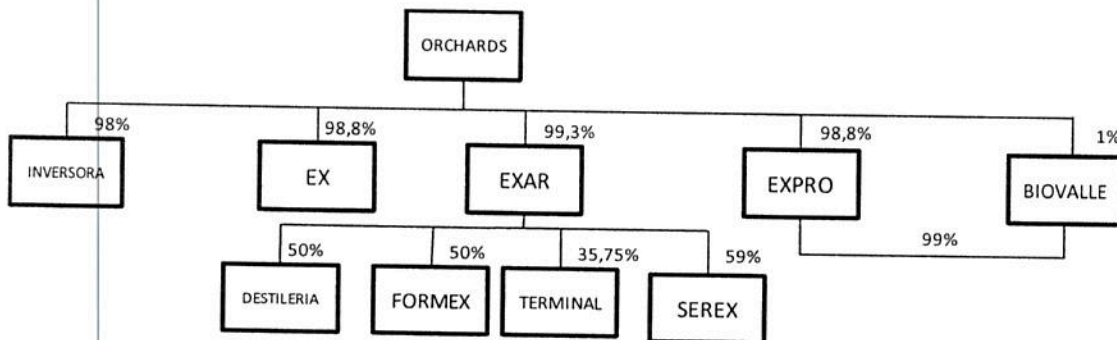 ORCHARDS
98%
98,8%
99,3%
98,8%
1%
INVERSORA
EX
EXAR
EXPRO
BIOVALLE
99%
50%
50%
35,75%
59%
DESTILERIA
FORMEX
TERMINAL
SEREX